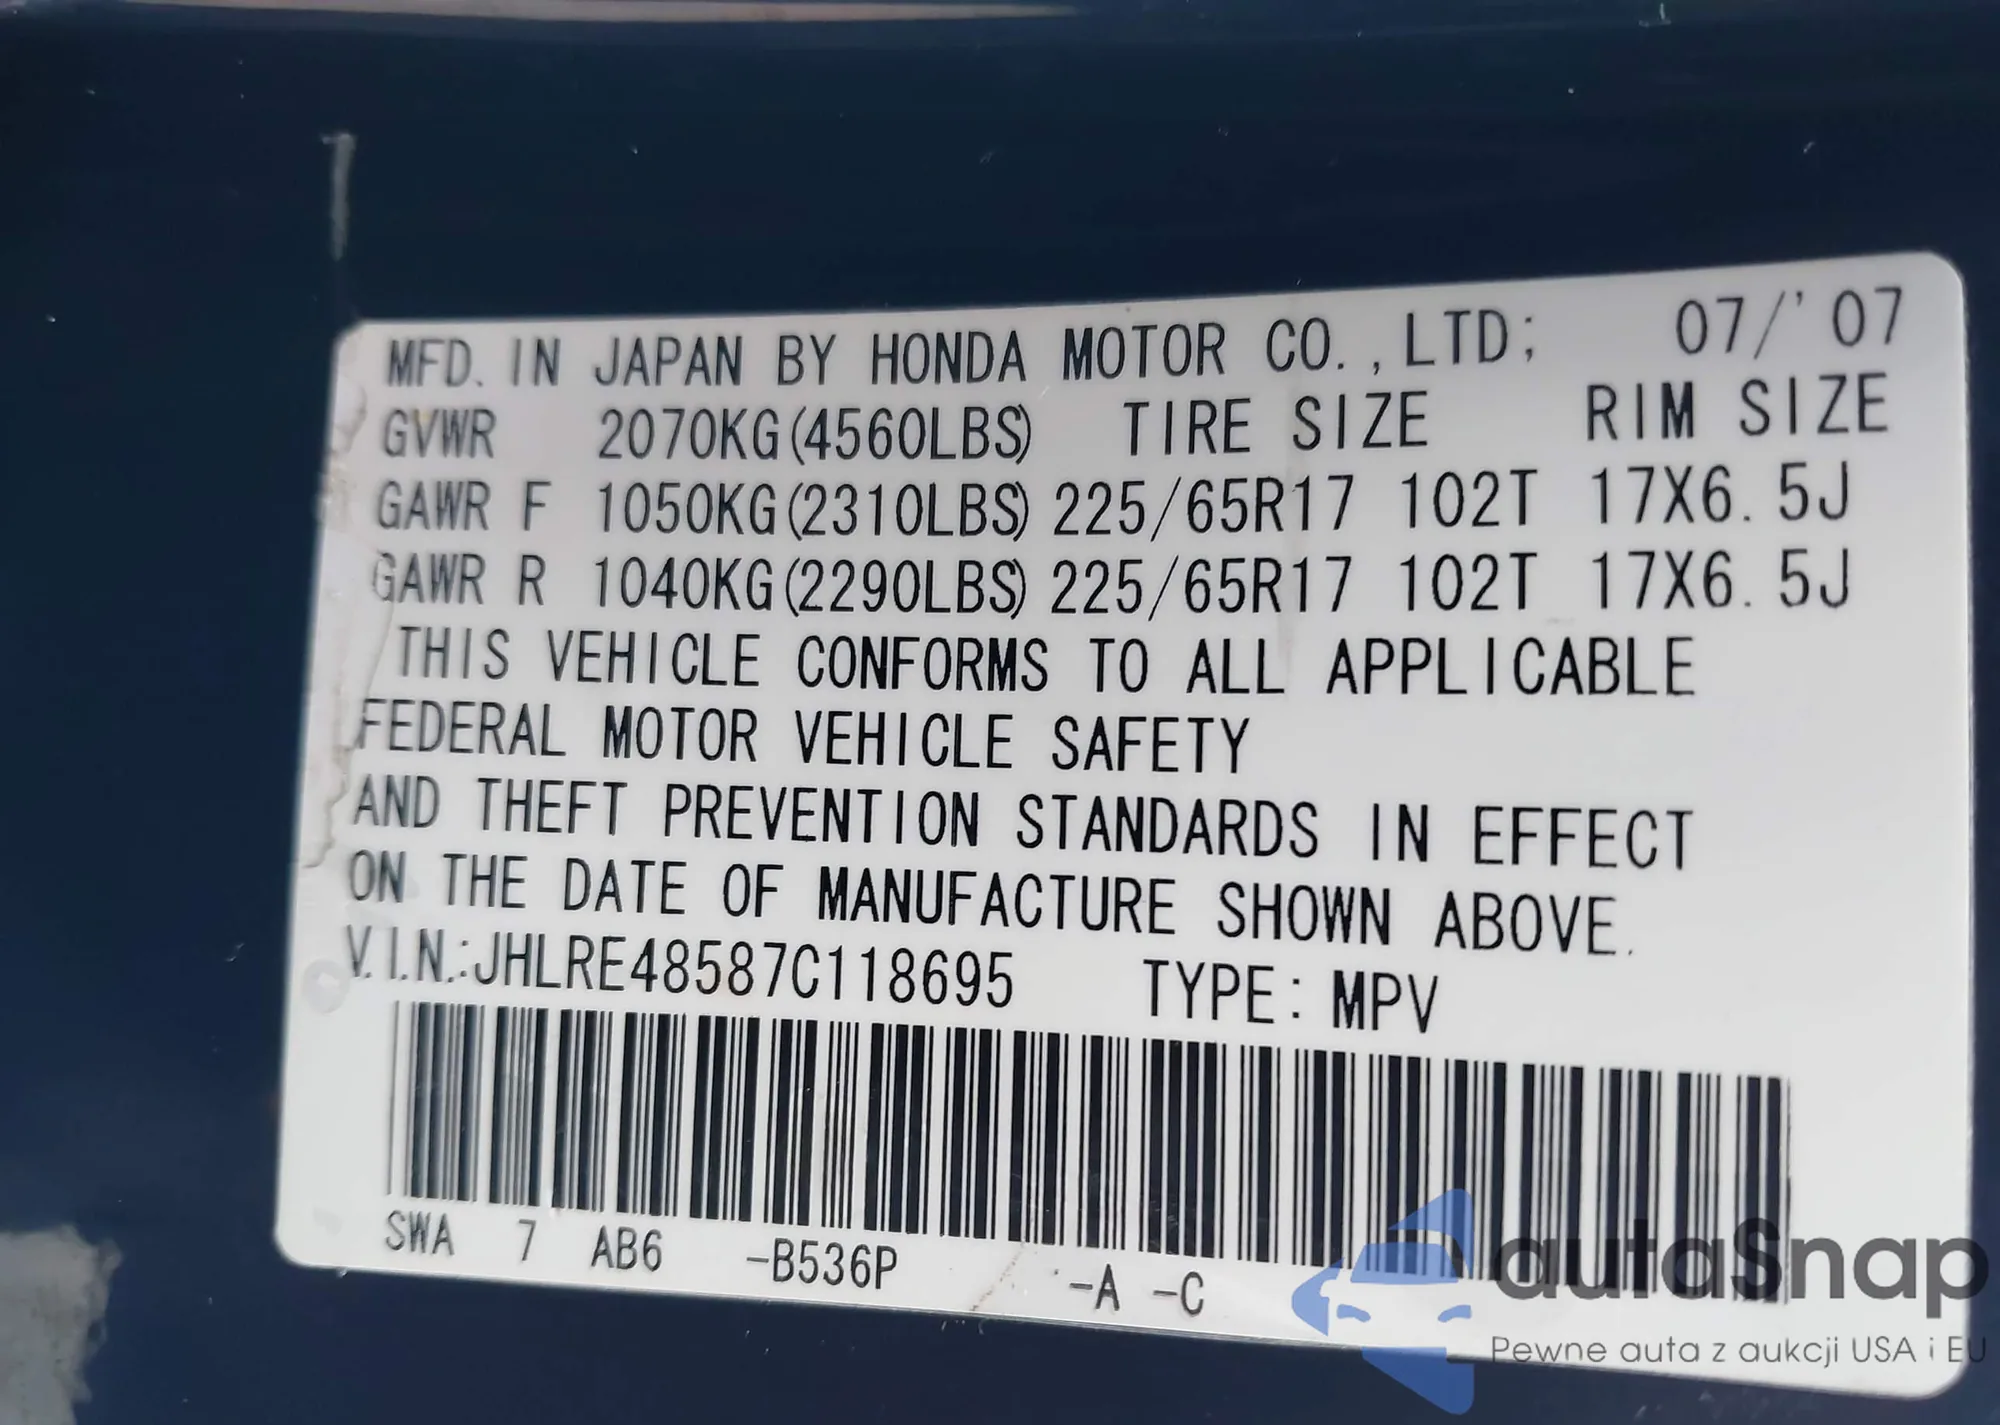 MFD. IN JAPAN BY HONDA MOTOR CO.,LTD; 07/'07
GVWR 2070KG(4560LBS) TIRE SIZE RIM SIZE
GAWR F 1050KG(2310LBS) 225/65R17 102T 17X6.5J
GAWR R 1040KG(2290LBS) 225/65R17 102T 17X6.5J
THIS VEHICLE CONFORMS TO ALL APPLICABLE
FEDERAL MOTOR VEHICLE SAFETY
AND THEFT PREVENTION STANDARDS IN EFFECT
ON THE DATE OF MANUFACTURE SHOWN ABOVE.
V.I.N.:JHLRE48587C118695 TYPE: MPV
SWA 7 AB6 -B536P -A -C
autaSnap
Pewne auta z aukcji USA i EU